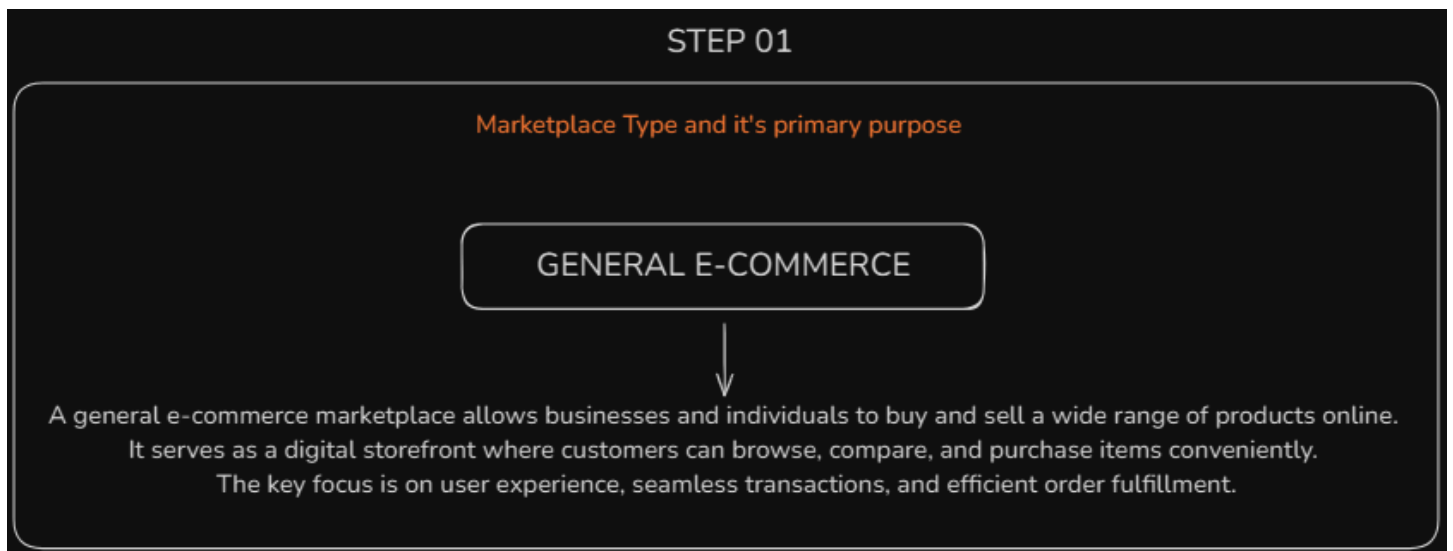 STEP 01
Marketplace Type and it's primary purpose
GENERAL E-COMMERCE
A general e-commerce marketplace allows businesses and individuals to buy and sell a wide range of products online.
It serves as a digital storefront where customers can browse, compare, and purchase items conveniently.
The key focus is on user experience, seamless transactions, and efficient order fulfillment.